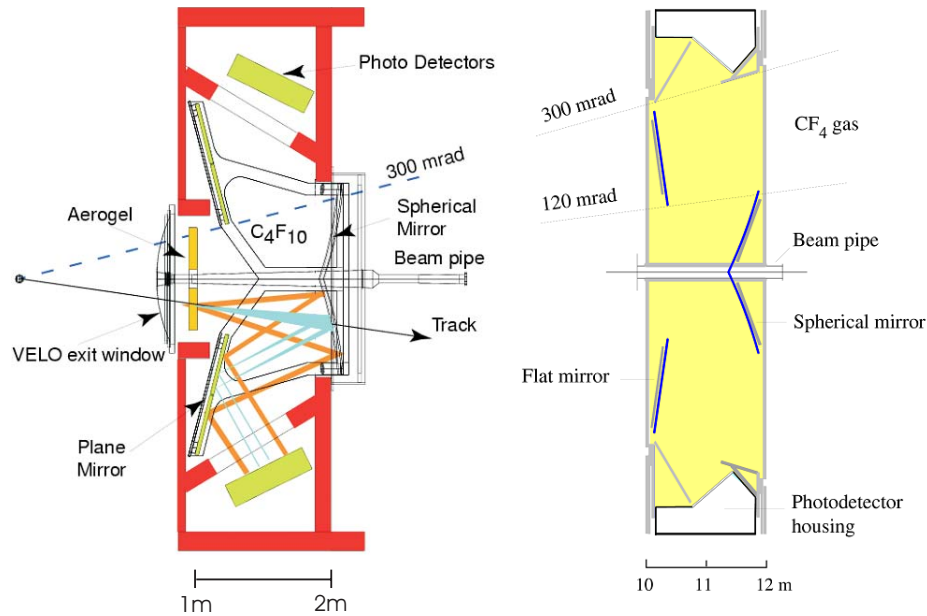 Photo Detectors
300 mrad
Aerogel
C4F10
Spherical
Mirror
Beam pipe
Track
VELO exit window
Plane
Mirror
1m
2m
300 mrad
CF4 gas
120 mrad
Beam pipe
Spherical mirror
Flat mirror
Photodetector
housing
10
11
12 m